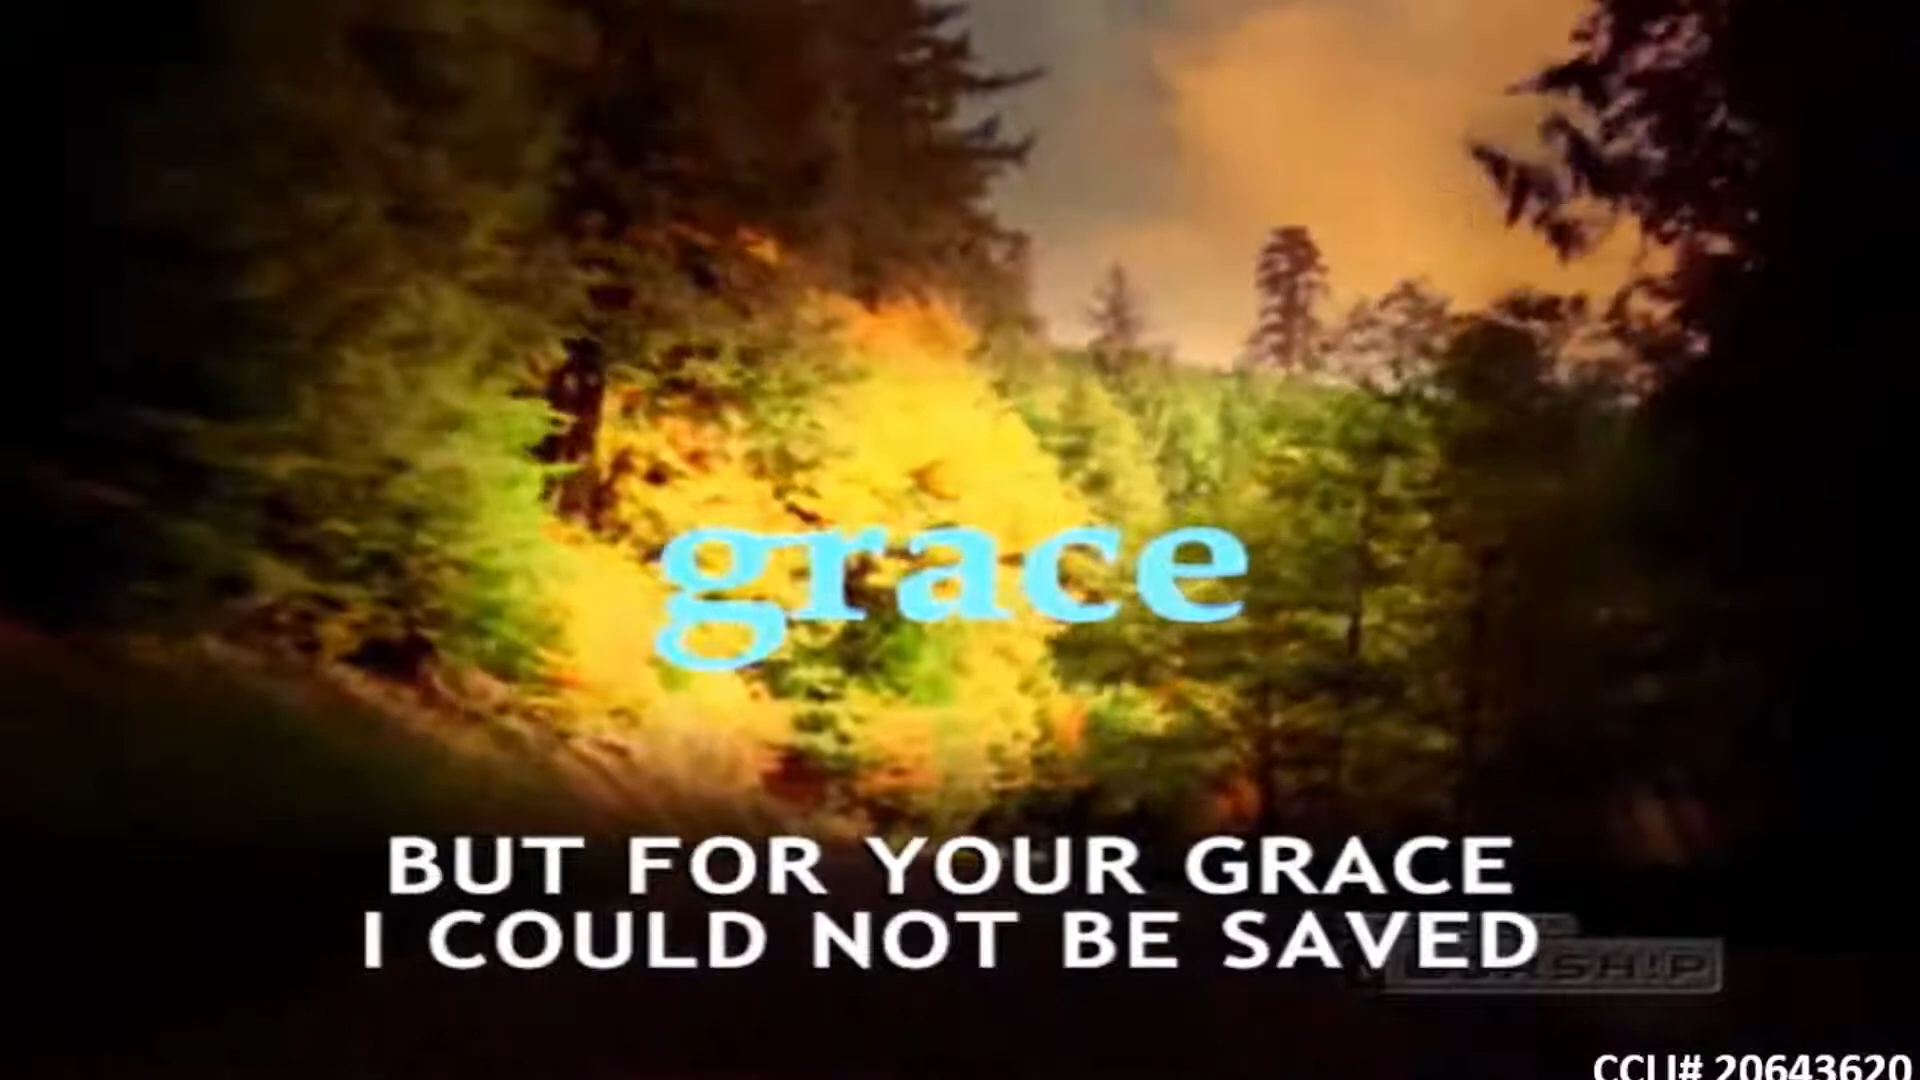 grace
BUT FOR YOUR GRACE
I COULD NOT BE SAVED
CCLI# 20643620